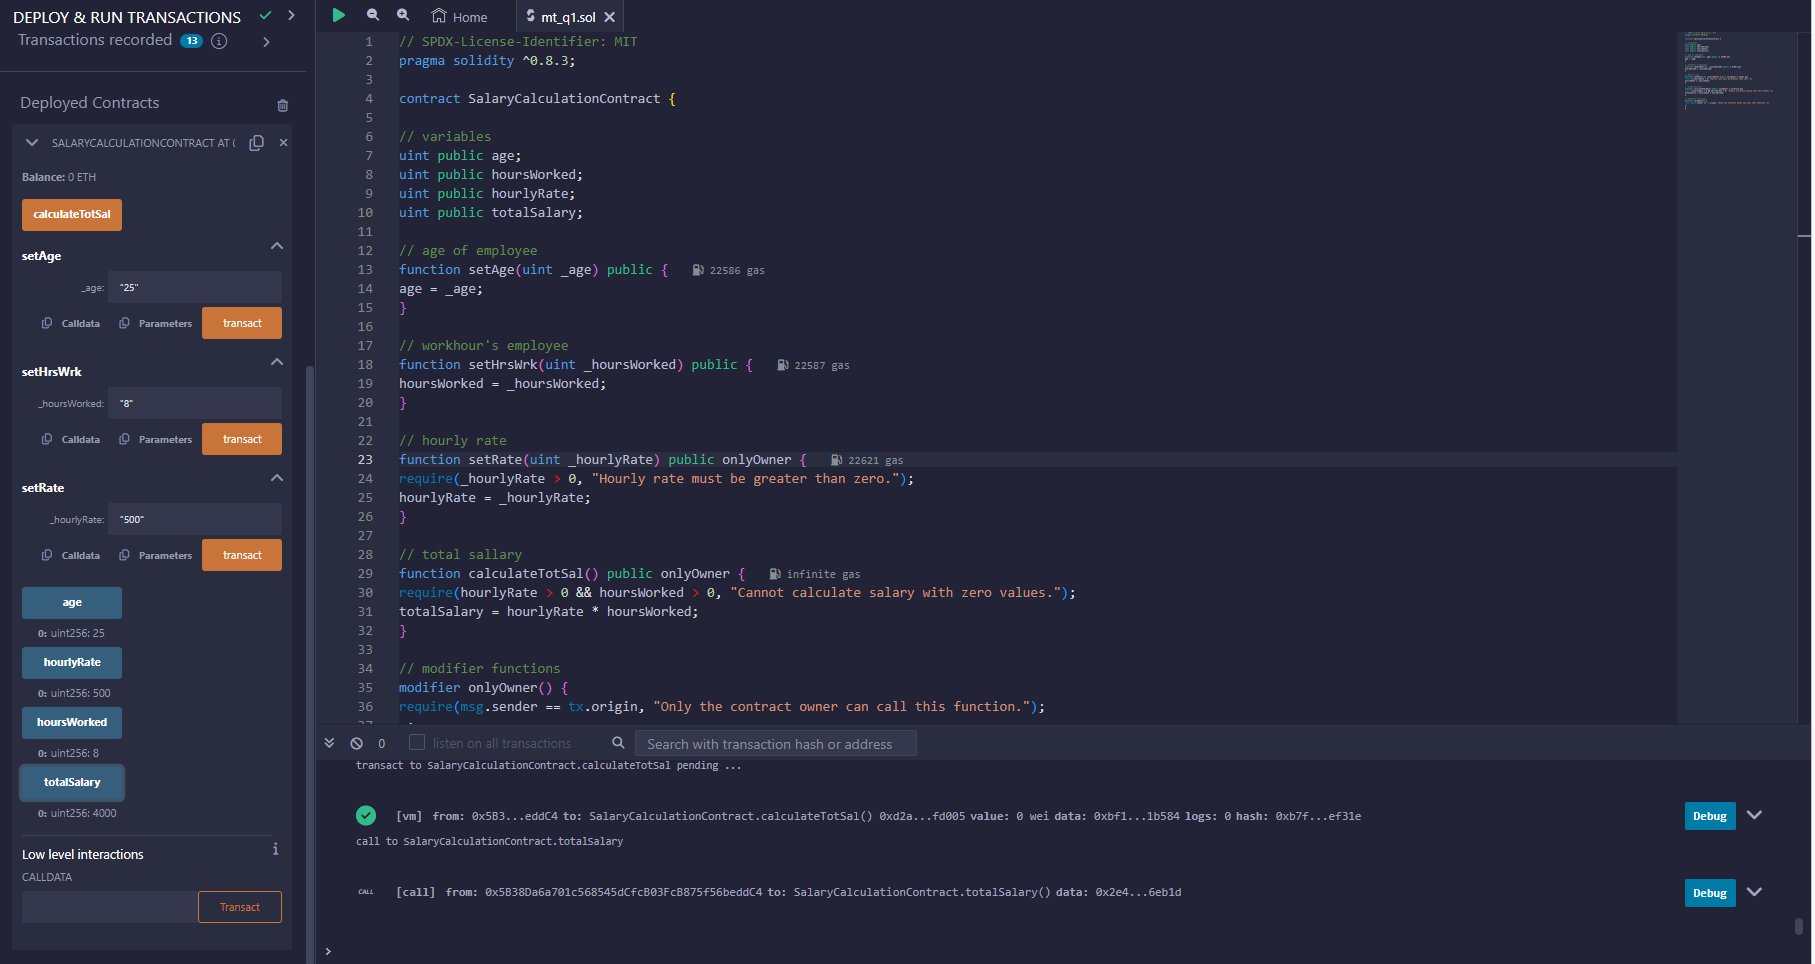 DEPLOY & RUN TRANSACTIONS
Transactions recorded 13 i
Deployed Contracts
SALARYCALCULATIONCONTRACT AT (
Balance: 0 ETH
calculateTotSal
setAge
_age: "25"
Calldata Parameters transact
setHrsWrk
_hoursWorked: "8"
Calldata Parameters transact
setRate
_hourlyRate: "500"
Calldata Parameters transact
age
0: uint256: 25
hourlyRate
0: uint256: 500
hoursWorked
0: uint256: 8
totalSalary
0: uint256: 4000
Low level interactions i
CALLDATA
Transact
Home mt_q1.sol
1 // SPDX-License-Identifier: MIT
2 pragma solidity ^0.8.3;
3
4 contract SalaryCalculationContract {
5
6 // variables
7 uint public age;
8 uint public hoursWorked;
9 uint public hourlyRate;
10 uint public totalSalary;
11
12 // age of employee
13 function setAge(uint _age) public { 22586 gas
14 age = _age;
15 }
16
17 // workhour's employee
18 function setHrsWrk(uint _hoursWorked) public { 22587 gas
19 hoursWorked = _hoursWorked;
20 }
21
22 // hourly rate
23 function setRate(uint _hourlyRate) public onlyOwner { 22621 gas
24 require(_hourlyRate > 0, "Hourly rate must be greater than zero.");
25 hourlyRate = _hourlyRate;
26 }
27
28 // total sallary
29 function calculateTotSal() public onlyOwner { infinite gas
30 require(hourlyRate > 0 && hoursWorked > 0, "Cannot calculate salary with zero values.");
31 totalSalary = hourlyRate * hoursWorked;
32 }
33
34 // modifier functions
35 modifier onlyOwner() {
36 require(msg.sender == tx.origin, "Only the contract owner can call this function.");
0 listen on all transactions Search with transaction hash or address
transact to SalaryCalculationContract.calculateTotSal pending ...
[vm] from: 0x5B3...eddC4 to: SalaryCalculationContract.calculateTotSal() 0xd2a...fd005 value: 0 wei data: 0xbf1...1b584 logs: 0 hash: 0xb7f...ef31e Debug
call to SalaryCalculationContract.totalSalary
CALL [call] from: 0x5B38Da6a701c568545dCfcB03FcB875f56beddC4 to: SalaryCalculationContract.totalSalary() data: 0x2e4...6eb1d Debug
>